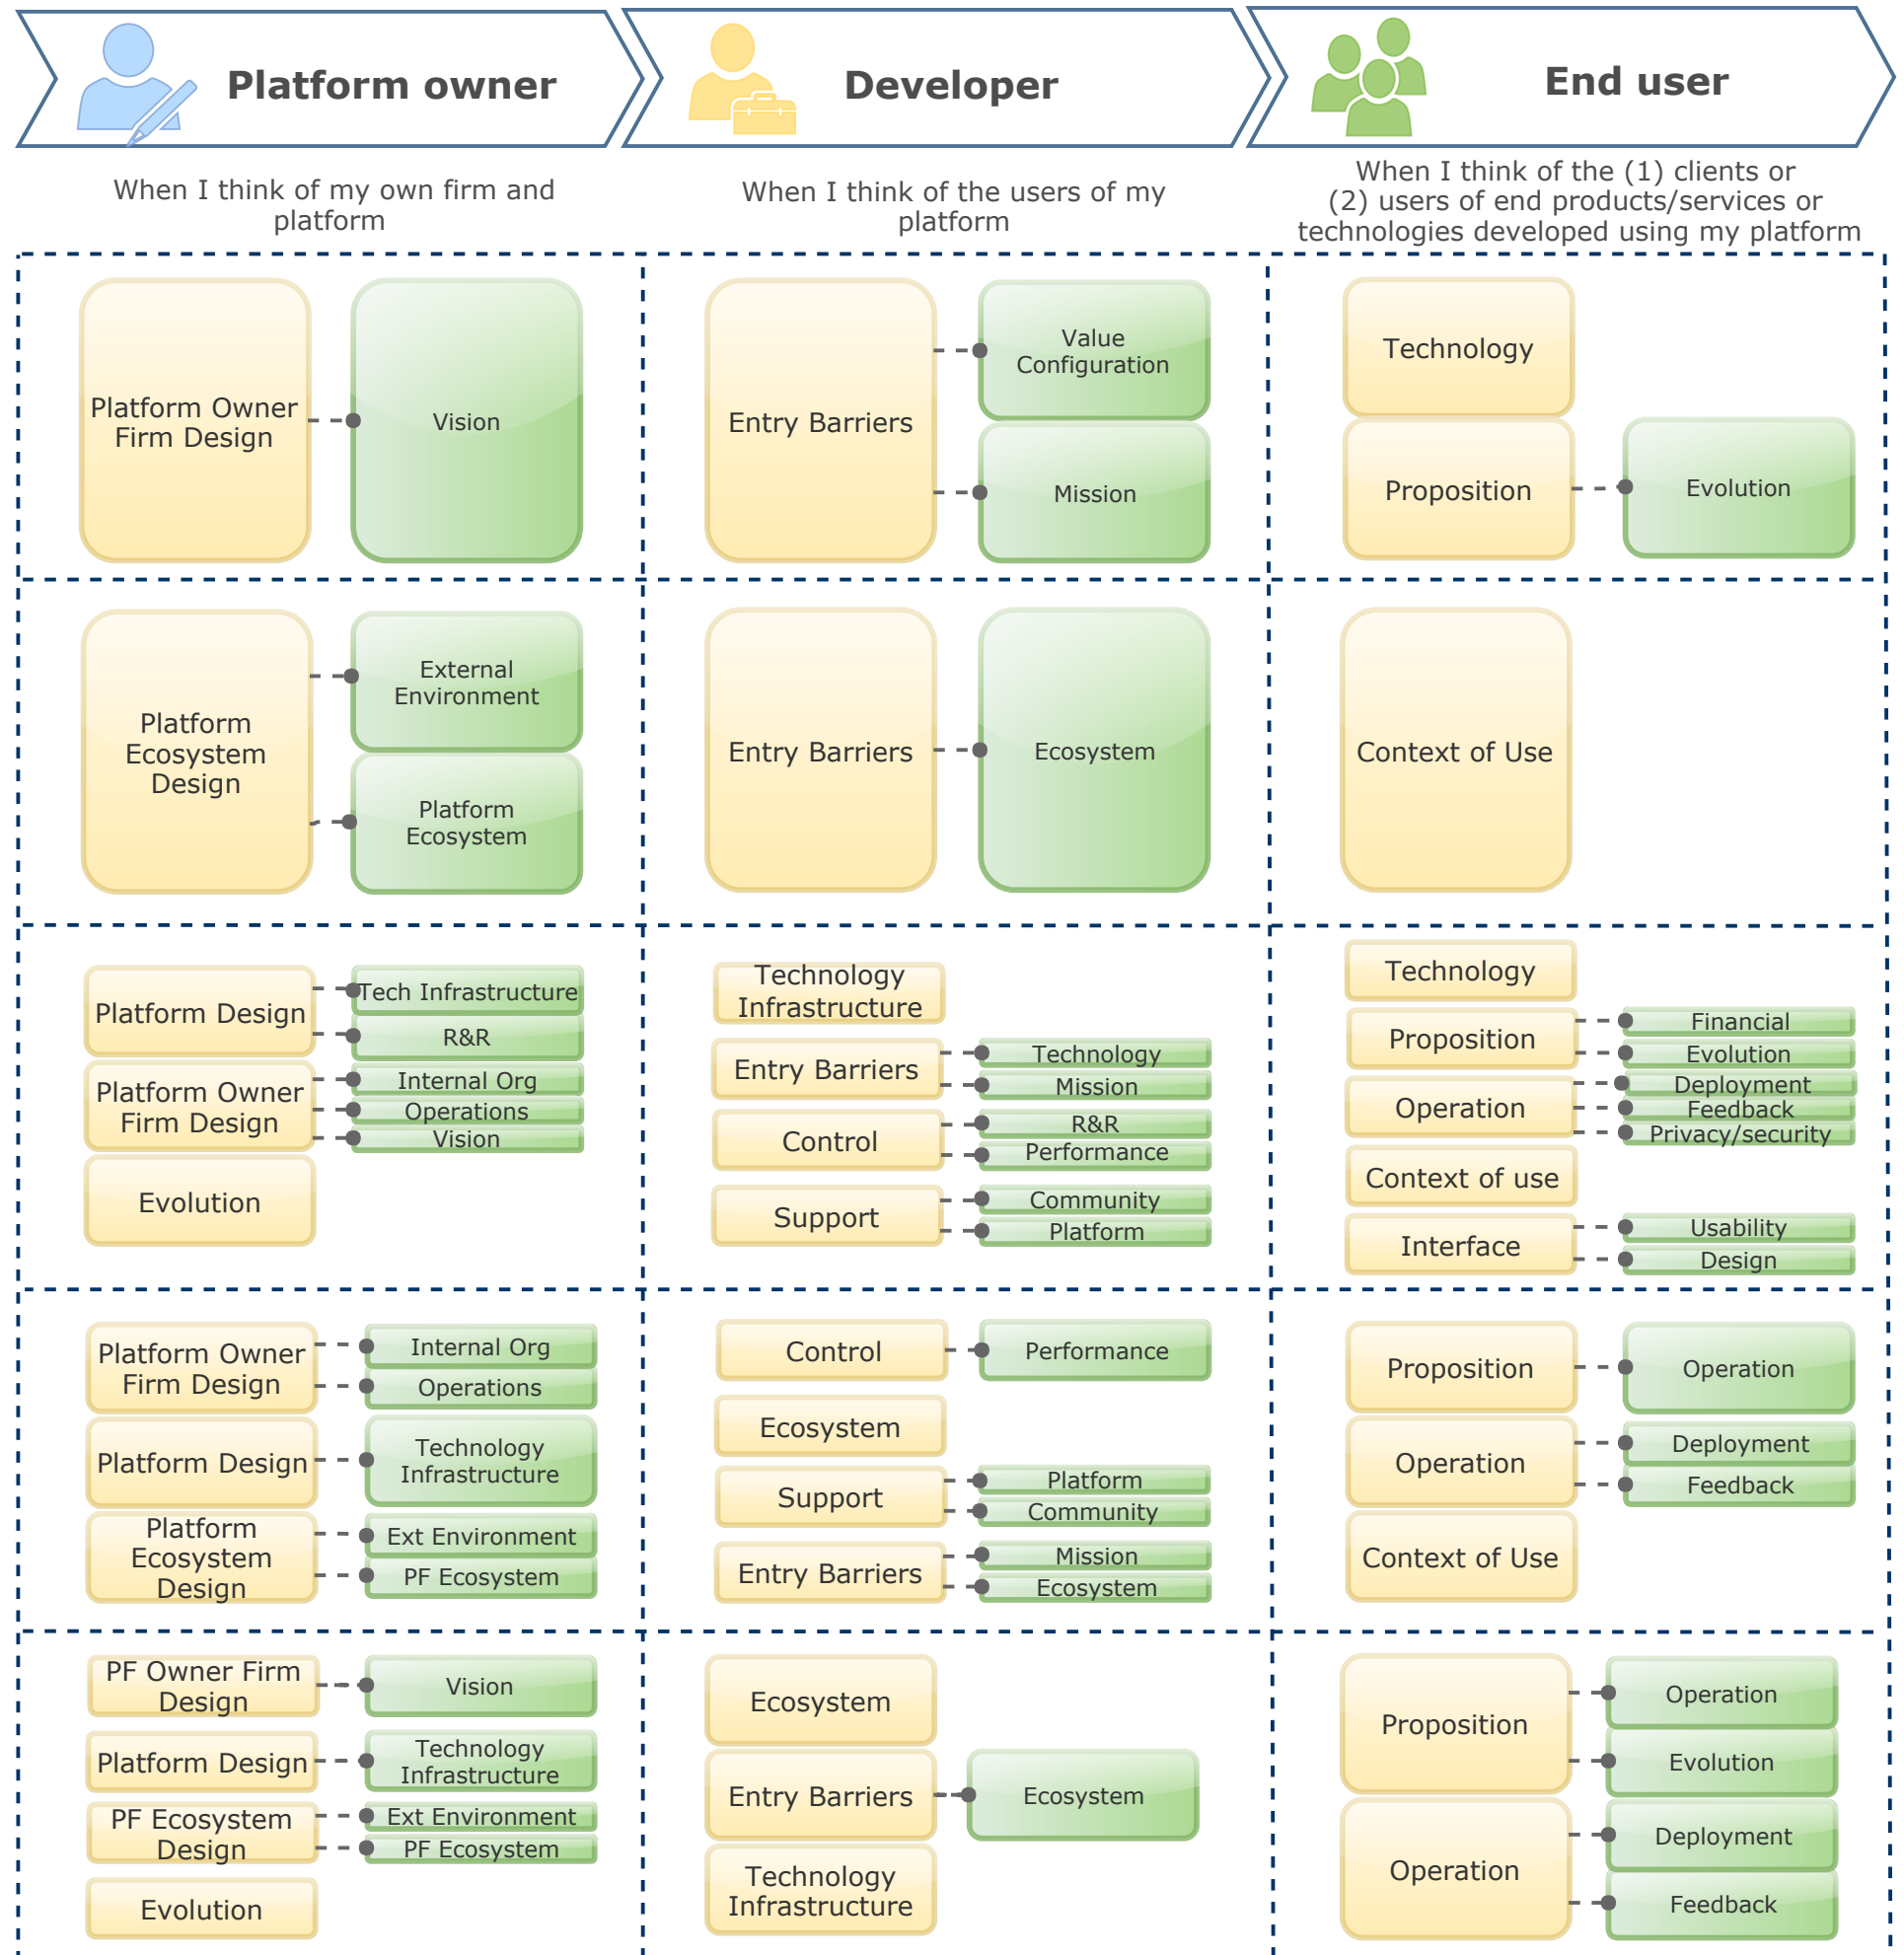 Platform owner
Developer
End user
When I think of my own firm and
platform
When I think of the users of my
platform
When I think of the (1) clients or
(2) users of end products/services or
technologies developed using my platform
Platform Owner
Firm Design
Vision
Entry Barriers
Value
Configuration
Mission
Technology
Proposition
Evolution
Platform
Ecosystem
Design
External
Environment
Platform
Ecosystem
Entry Barriers
Ecosystem
Context of Use
Platform Design
Tech Infrastructure
R&R
Platform Owner
Firm Design
Internal Org
Operations
Vision
Evolution
Technology
Infrastructure
Entry Barriers
Technology
Mission
Control
R&R
Performance
Support
Community
Platform
Technology
Proposition
Financial
Evolution
Operation
Deployment
Feedback
Privacy/security
Context of use
Interface
Usability
Design
Platform Owner
Firm Design
Internal Org
Operations
Platform Design
Technology
Infrastructure
Platform
Ecosystem
Design
Ext Environment
PF Ecosystem
Control
Performance
Ecosystem
Support
Platform
Community
Entry Barriers
Mission
Ecosystem
Proposition
Operation
Operation
Deployment
Feedback
Context of Use
PF Owner Firm
Design
Vision
Platform Design
Technology
Infrastructure
PF Ecosystem
Design
Ext Environment
PF Ecosystem
Evolution
Ecosystem
Entry Barriers
Ecosystem
Technology
Infrastructure
Proposition
Operation
Evolution
Operation
Deployment
Feedback